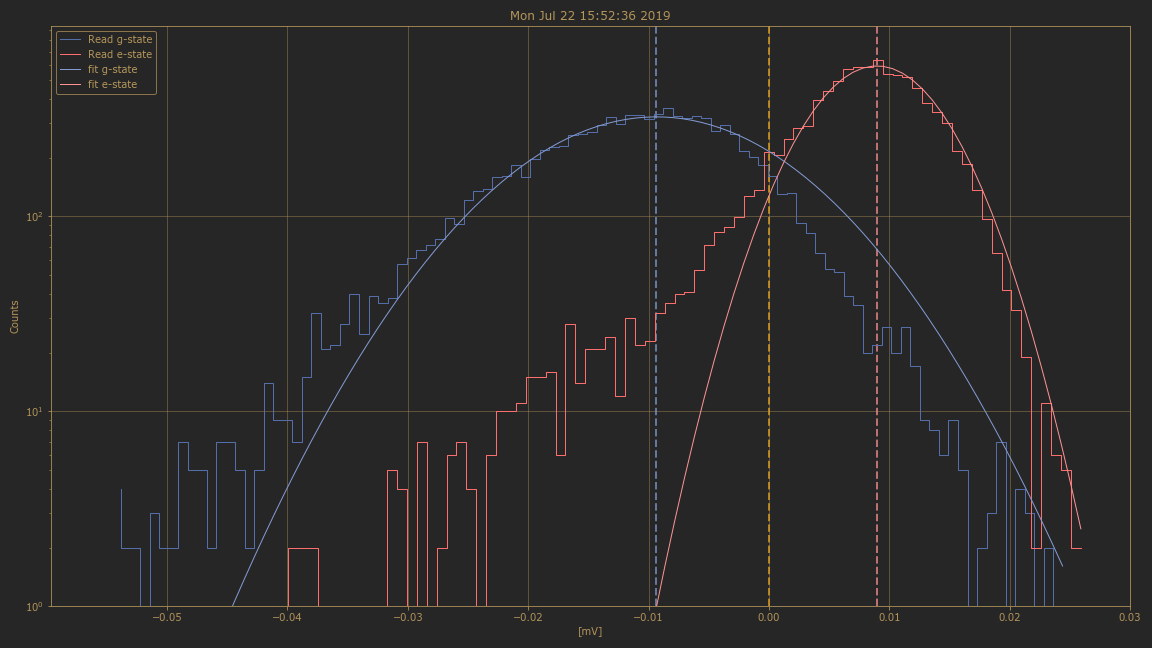 Mon Jul 22 15:52:36 2019
Read g-state
Read e-state
fit g-state
fit e-state
Counts
10²
10¹
10⁰
−0.05 −0.04 −0.03 −0.02 −0.01 0.00 0.01 0.02 0.03
[mV]